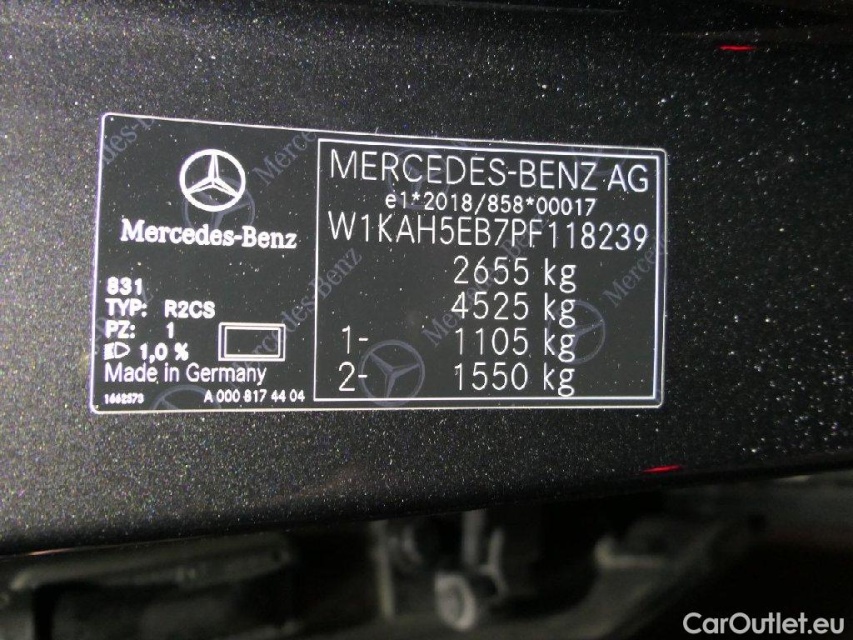 Mercedes-Benz
831
TYP: R2CS
PZ: 1
1,0 %
Made in Germany
1662573 A 000 817 44 04
MERCEDES-BENZ AG
e1*2018/858*00017
W1KAH5EB7PF118239
2655 kg
4525 kg
1- 1105 kg
2- 1550 kg
CarOutlet.eu